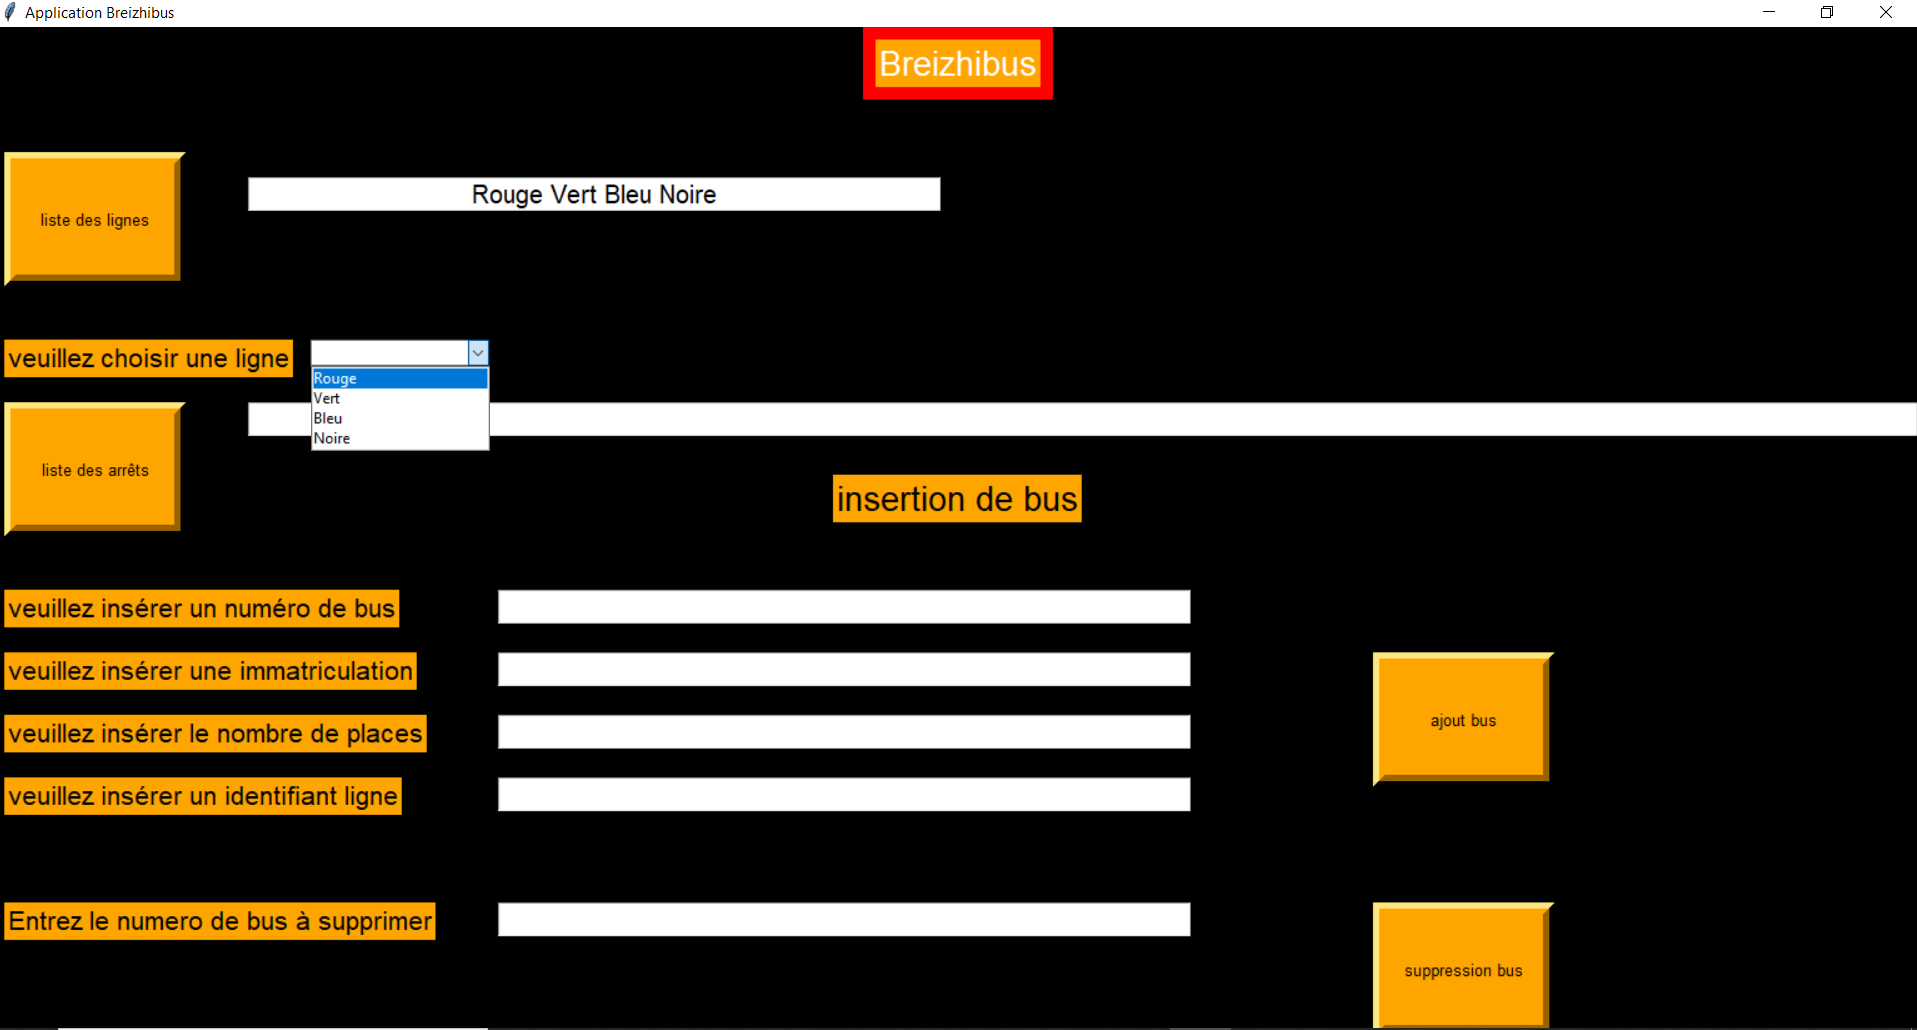 Application Breizhibus
Breizhibus
liste des lignes
Rouge Vert Bleu Noire
veuillez choisir une ligne
Rouge
Vert
Bleu
Noire
liste des arrêts
insertion de bus
veuillez insérer un numéro de bus
veuillez insérer une immatriculation
veuillez insérer le nombre de places
veuillez insérer un identifiant ligne
ajout bus
Entrez le numero de bus à supprimer
suppression bus